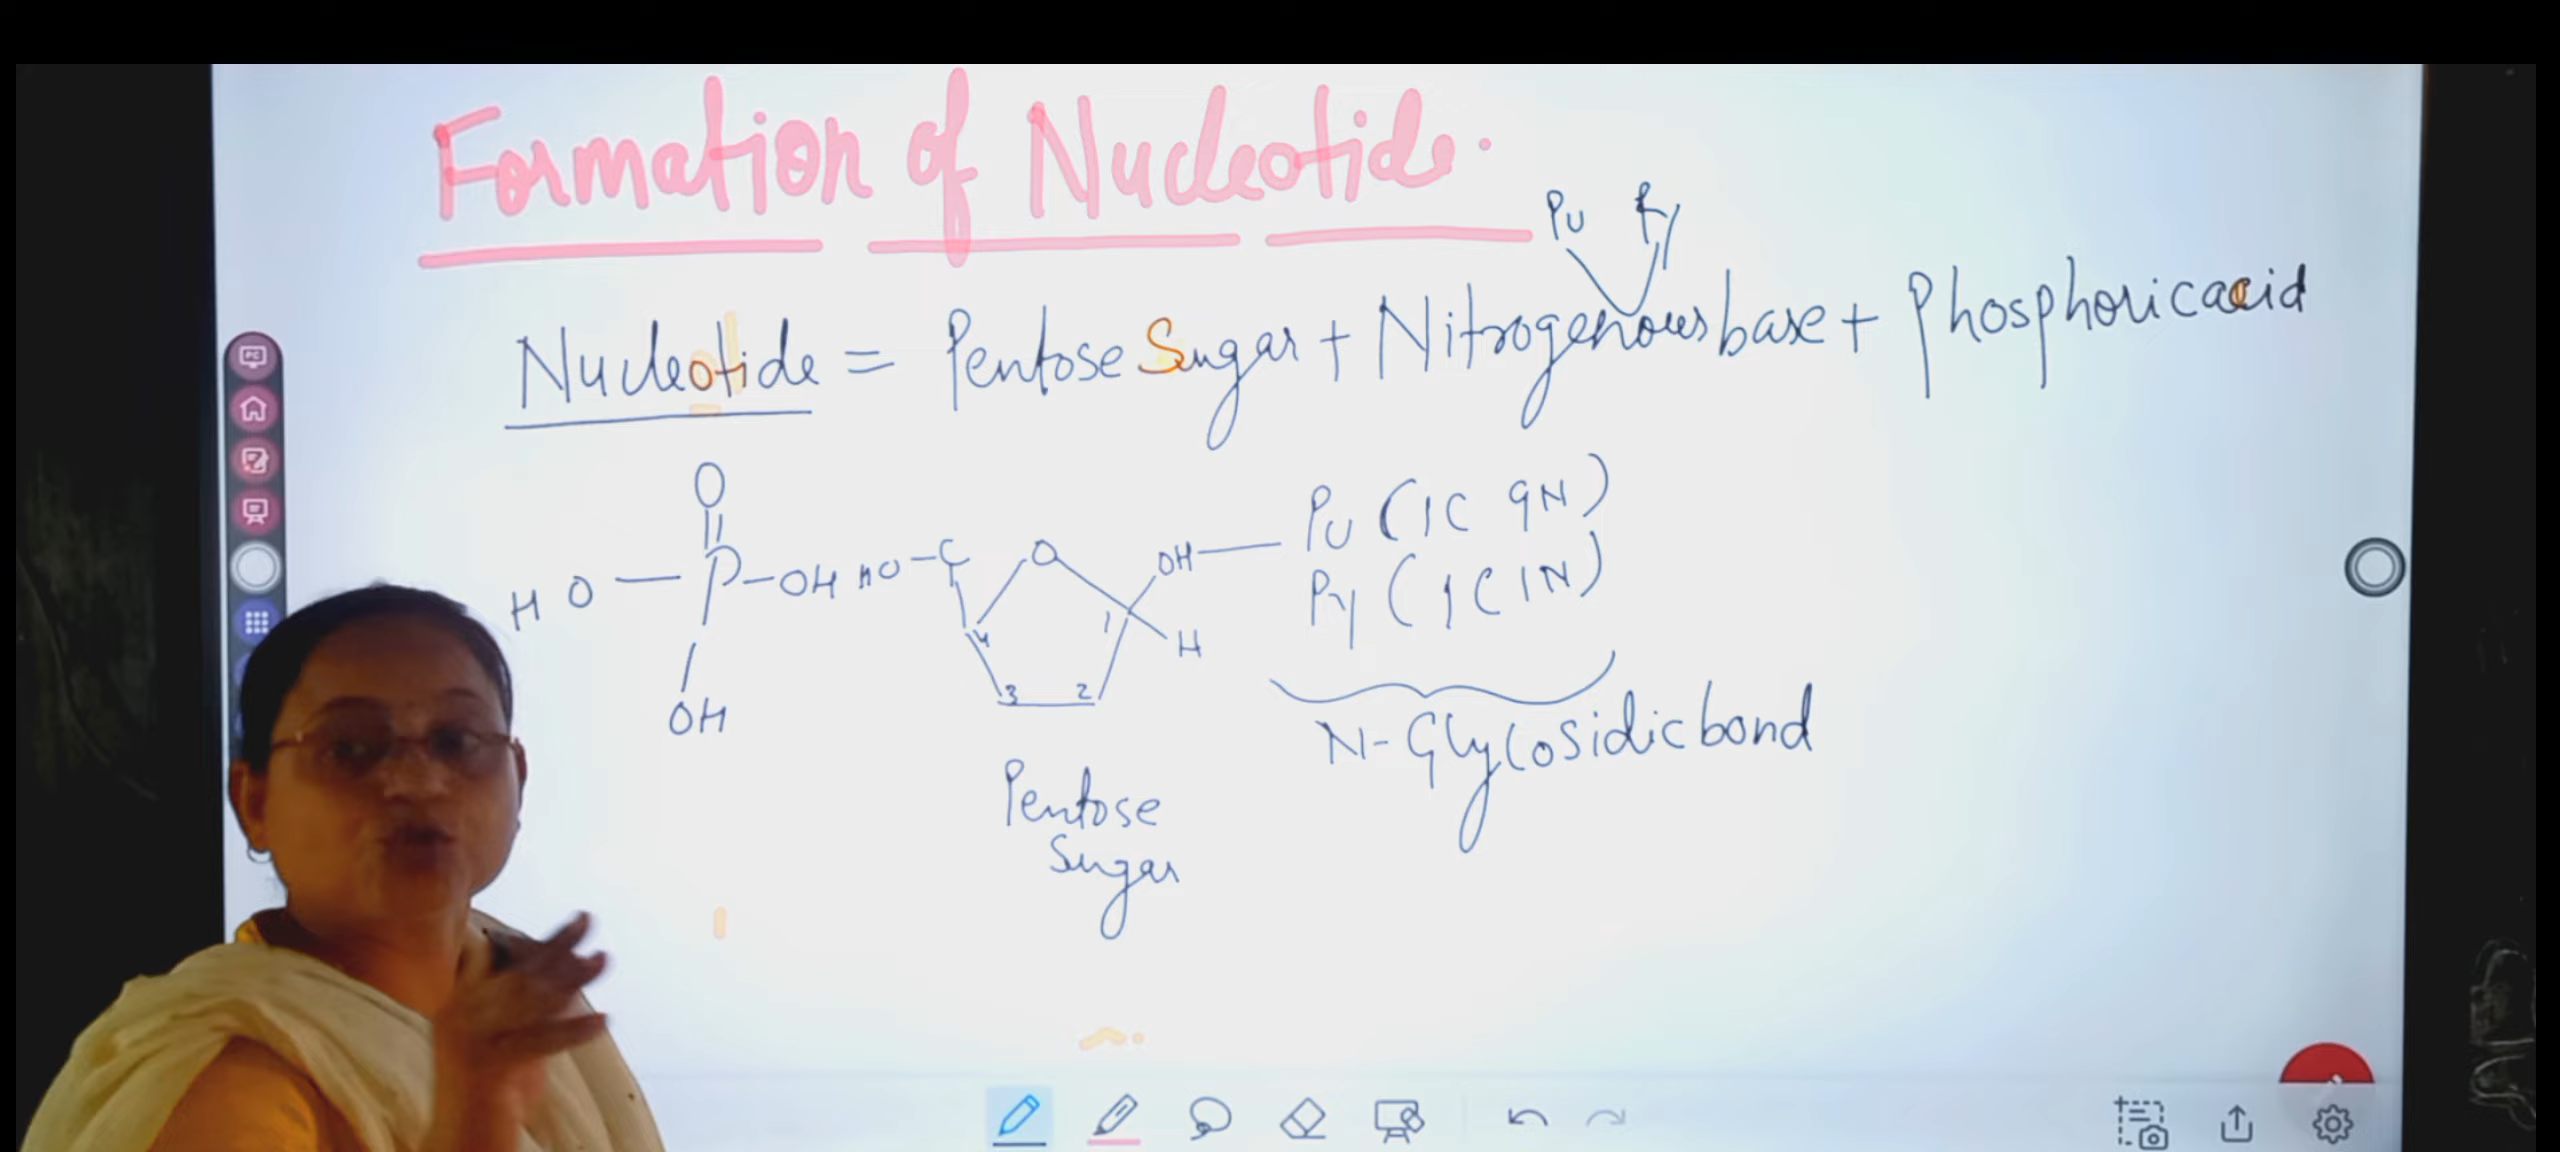 Formation of Nucleotide.
Pu Py
Nucleotide = Pentose Sugar + Nitrogenous base + Phosphoric acid
O
HO - P - OH HO - C O OH - Pu (1C 9N)
Py (1C 1N)
4 1 H
3 2
OH
N-Glycosidic bond
Pentose
Sugar